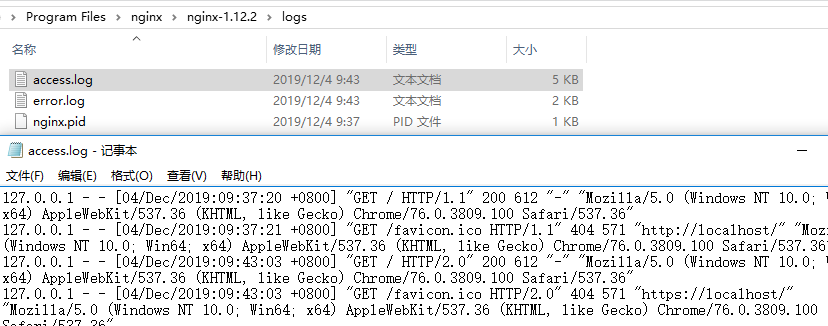 Program Files > nginx > nginx-1.12.2 > logs
名称 修改日期 类型 大小
access.log 2019/12/4 9:43 文本文档 5 KB
error.log 2019/12/4 9:43 文本文档 2 KB
nginx.pid 2019/12/4 9:37 PID 文件 1 KB
access.log - 记事本
文件(F) 编辑(E) 格式(O) 查看(V) 帮助(H)
127.0.0.1 - - [04/Dec/2019:09:37:20 +0800] "GET / HTTP/1.1" 200 612 "-" "Mozilla/5.0 (Windows NT 10.0;
x64) AppleWebKit/537.36 (KHTML, like Gecko) Chrome/76.0.3809.100 Safari/537.36"
127.0.0.1 - - [04/Dec/2019:09:37:21 +0800] "GET /favicon.ico HTTP/1.1" 404 571 "http://localhost/" "Moz
(Windows NT 10.0; Win64; x64) AppleWebKit/537.36 (KHTML, like Gecko) Chrome/76.0.3809.100 Safari/537.36
127.0.0.1 - - [04/Dec/2019:09:43:03 +0800] "GET / HTTP/2.0" 200 612 "-" "Mozilla/5.0 (Windows NT 10.0;
x64) AppleWebKit/537.36 (KHTML, like Gecko) Chrome/76.0.3809.100 Safari/537.36"
127.0.0.1 - - [04/Dec/2019:09:43:03 +0800] "GET /favicon.ico HTTP/2.0" 404 571 "https://localhost/"
"Mozilla/5.0 (Windows NT 10.0; Win64; x64) AppleWebKit/537.36 (KHTML, like Gecko) Chrome/76.0.3809.100
Safari/537.36"